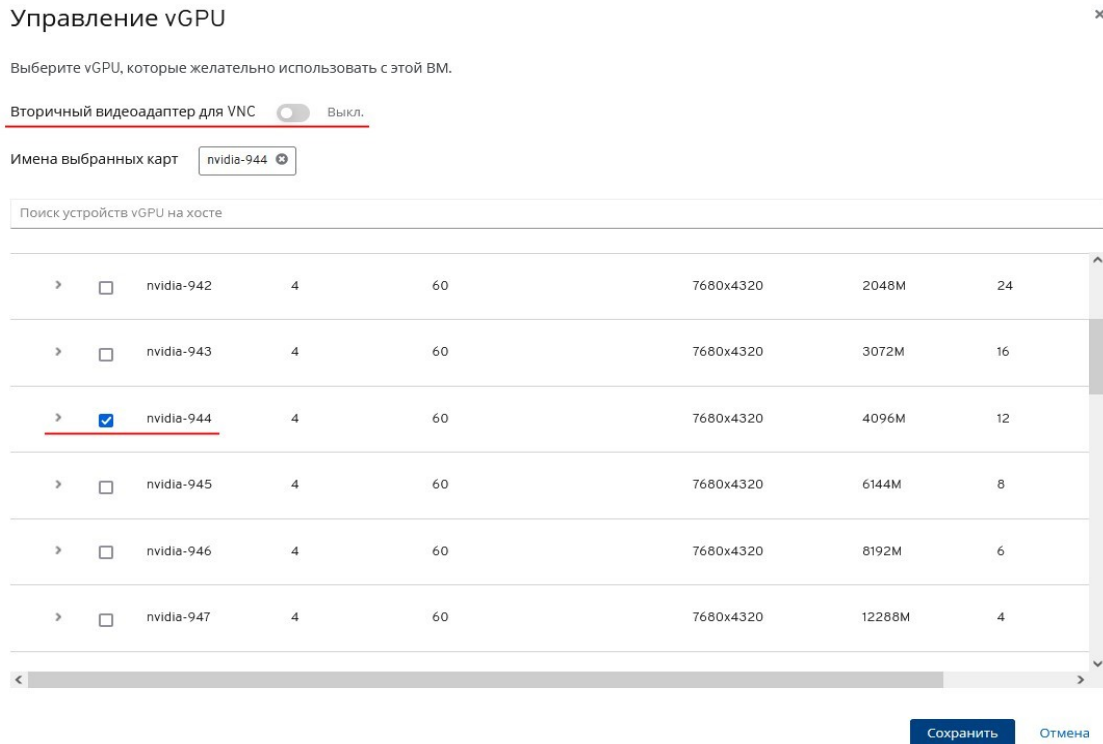 Управление vGPU
Выберите vGPU, которые желательно использовать с этой ВМ.
Вторичный видеоадаптер для VNC Выкл.
Имена выбранных карт nvidia-944
Поиск устройств vGPU на хосте
nvidia-942 4 60 7680x4320 2048M 24
nvidia-943 4 60 7680x4320 3072M 16
nvidia-944 4 60 7680x4320 4096M 12
nvidia-945 4 60 7680x4320 6144M 8
nvidia-946 4 60 7680x4320 8192M 6
nvidia-947 4 60 7680x4320 12288M 4
Сохранить Отмена